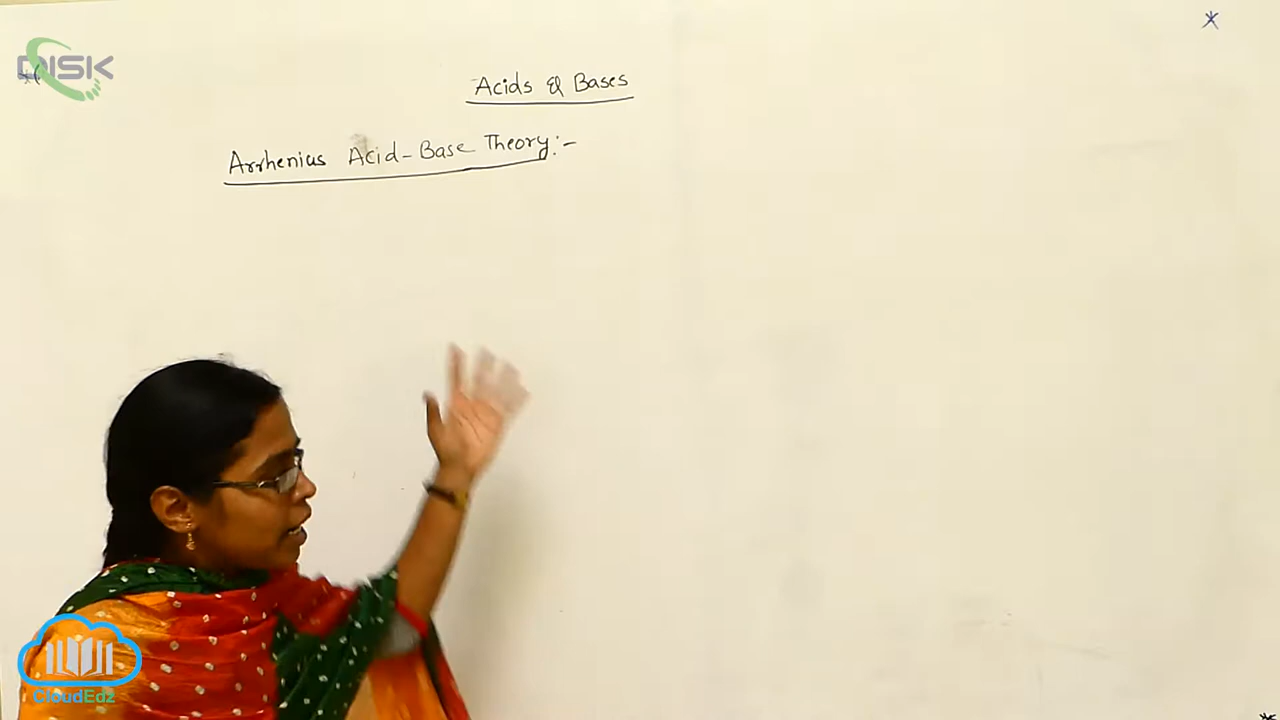 DISK
Acids & Bases
Arrhenius Acid-Base Theory:-
CloudEdz